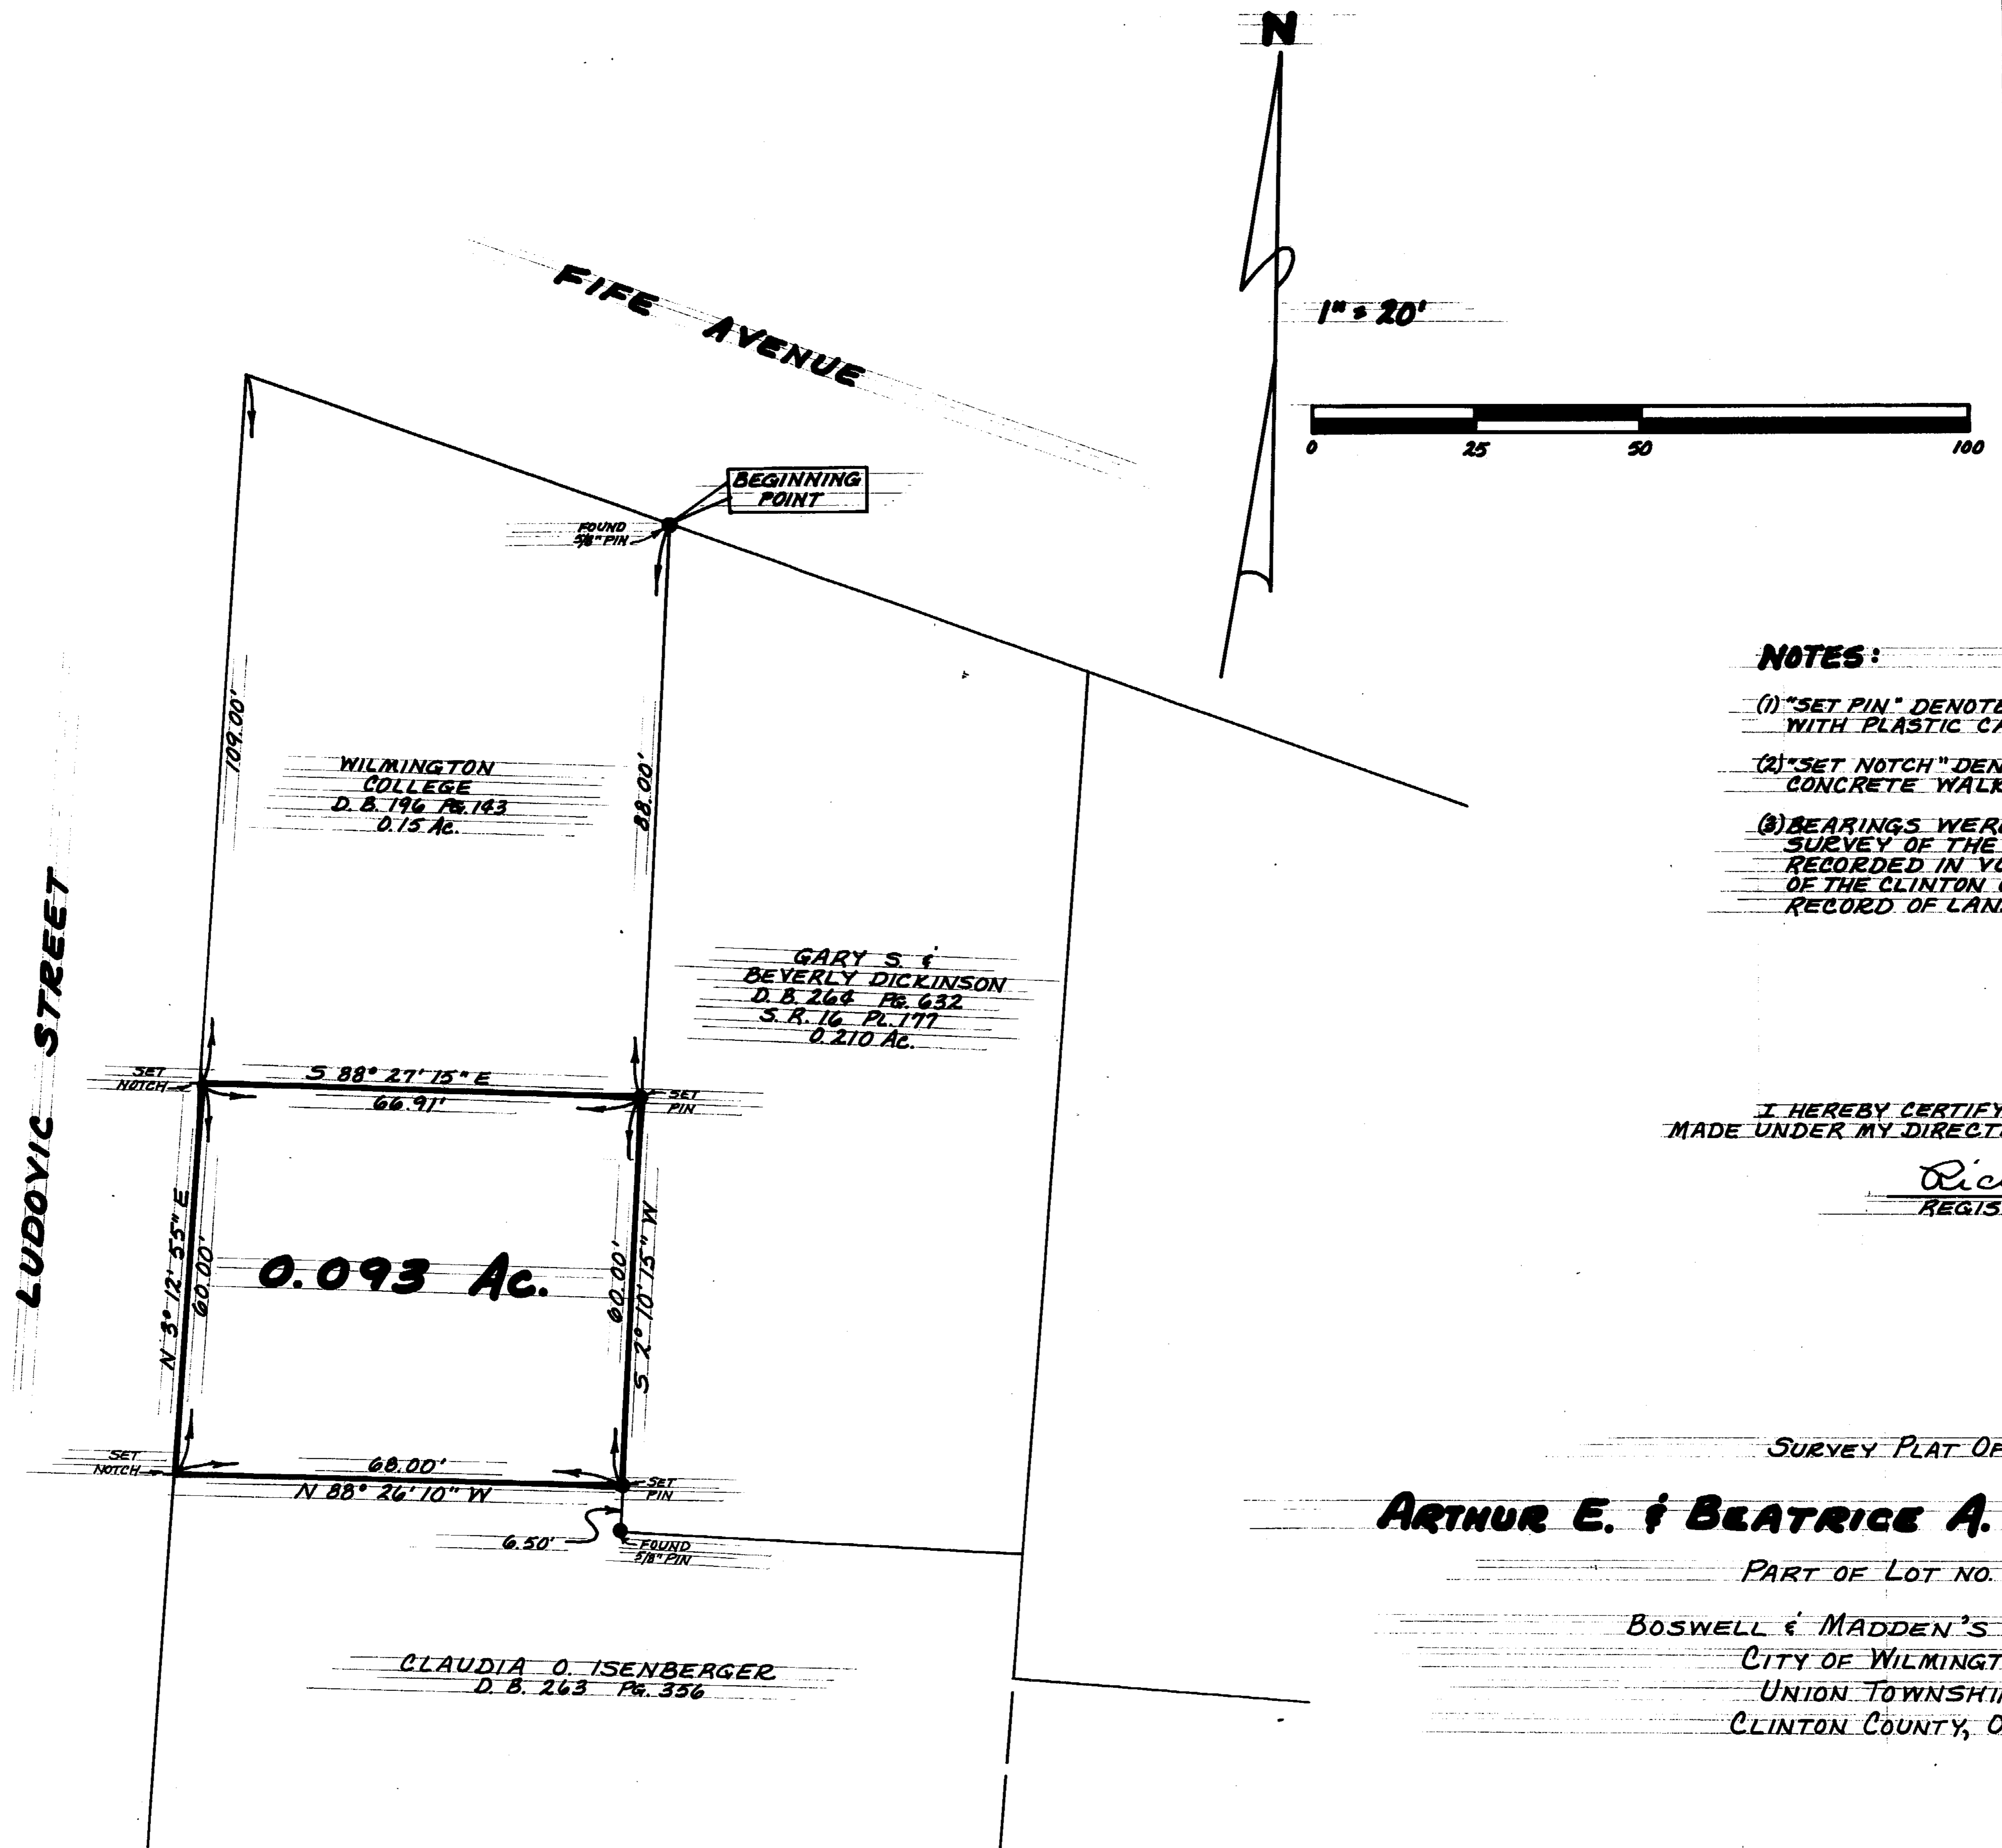 N
FIFE AVENUE
1" = 20'
0 25 50 100
BEGINNING
POINT
FOUND
5/8" PIN
109.00'
88.00'
WILMINGTON
COLLEGE
D. B. 196 PG. 143
0.15 AC.
GARY S. &
BEVERLY DICKINSON
D. B. 264 PG. 632
S. R. 16 PL. 177
0.210 AC.
LUDOVIC STREET
SET
NOTCH
S 88° 27' 15" E
66.91'
SET
PIN
N 3° 12' 55" E
60.00'
0.093 Ac.
60.00'
S 2° 10' 15" W
SET
NOTCH
68.00'
N 88° 26' 10" W
SET
PIN
6.50'
FOUND
5/8" PIN
CLAUDIA O. ISENBERGER
D. B. 263 PG. 356
NOTES:
(1) "SET PIN" DENOTE
WITH PLASTIC CA
(2) "SET NOTCH" DEN
CONCRETE WALK
(3) BEARINGS WERE
SURVEY OF THE
RECORDED IN VO
OF THE CLINTON
RECORD OF LAN
I HEREBY CERTIFY
MADE UNDER MY DIRECT
Ric
REGIS
SURVEY PLAT OF
ARTHUR E. & BEATRICE A.
PART OF LOT NO.
BOSWELL & MADDEN'S
CITY OF WILMINGT
UNION TOWNSHI
CLINTON COUNTY, O